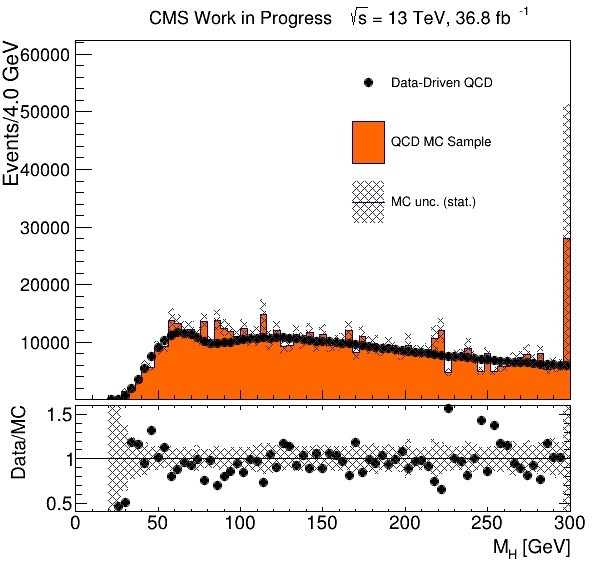 CMS Work in Progress √s = 13 TeV, 36.8 fb -1
Events/4.0 GeV
60000
50000
40000
30000
20000
10000
Data-Driven QCD
QCD MC Sample
MC unc. (stat.)
Data/MC
1.5
1
0.5
0 50 100 150 200 250 300
M_H [GeV]